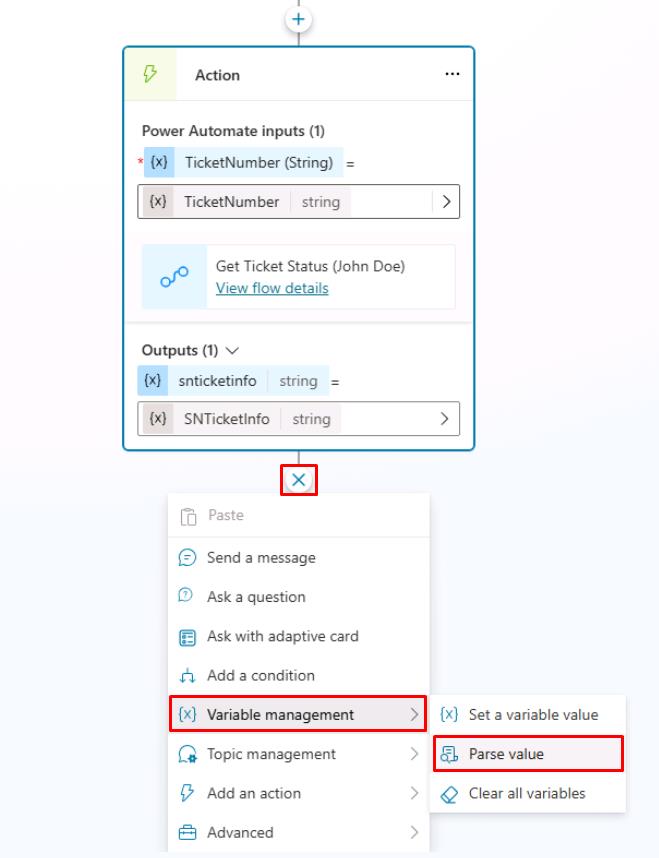 Action
Power Automate inputs (1)
* {x} TicketNumber (String) =
{x} TicketNumber string
Get Ticket Status (John Doe)
View flow details
Outputs (1)
{x} snticketinfo string =
{x} SNTicketInfo string
Paste
Send a message
Ask a question
Ask with adaptive card
Add a condition
{x} Variable management
{x} Set a variable value
Topic management
Parse value
Add an action
Clear all variables
Advanced